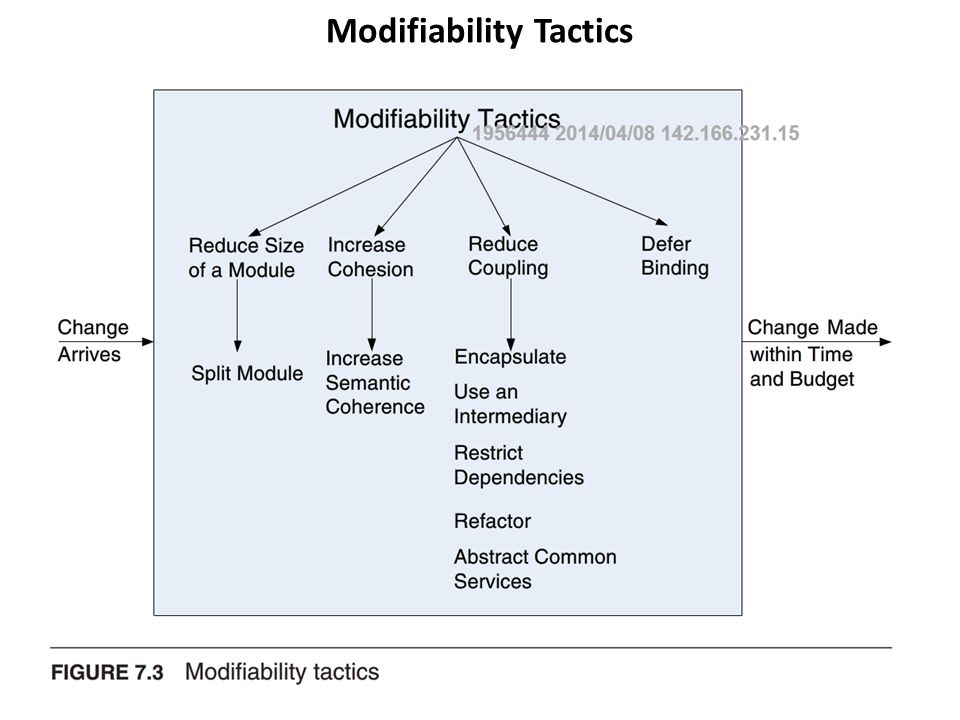 Modifiability Tactics
Modifiability Tactics
1956444 2014/04/08 142.166.231.15
Reduce Size
of a Module
Increase
Cohesion
Reduce
Coupling
Defer
Binding
Change
Arrives
Split Module
Increase
Semantic
Coherence
Encapsulate
Use an
Intermediary
Restrict
Dependencies
Refactor
Abstract Common
Services
Change Made
within Time
and Budget
FIGURE 7.3 Modifiability tactics